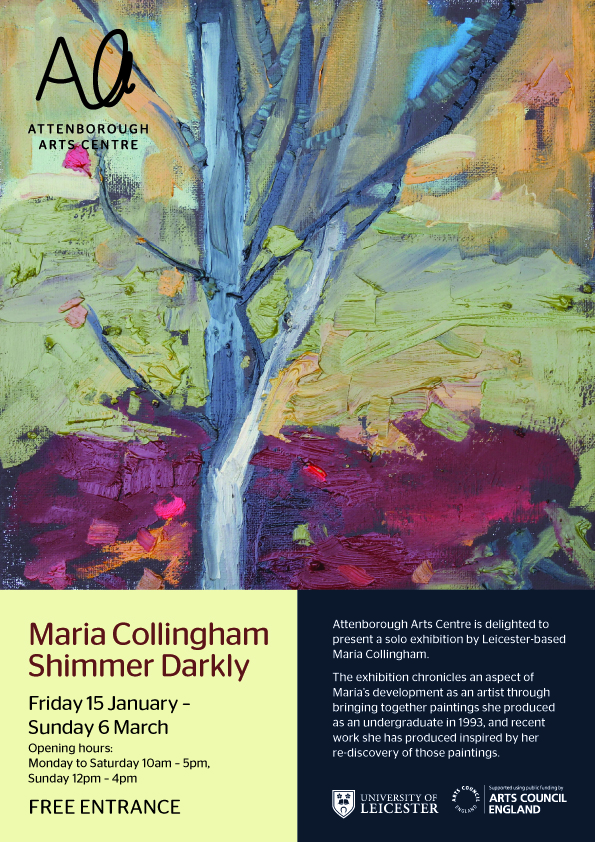 Aa
ATTENBOROUGH
ARTS CENTRE
Maria Collingham
Shimmer Darkly
Friday 15 January –
Sunday 6 March
Opening hours:
Monday to Saturday 10am – 5pm,
Sunday 12pm – 4pm
FREE ENTRANCE
Attenborough Arts Centre is delighted to
present a solo exhibition by Leicester-based
Maria Collingham.
The exhibition chronicles an aspect of
Maria's development as an artist through
bringing together paintings she produced
as an undergraduate in 1993, and recent
work she has produced inspired by her
re-discovery of those paintings.
UNIVERSITY OF
LEICESTER
ARTS COUNCIL
ENGLAND
Supported using public funding by
ARTS COUNCIL
ENGLAND